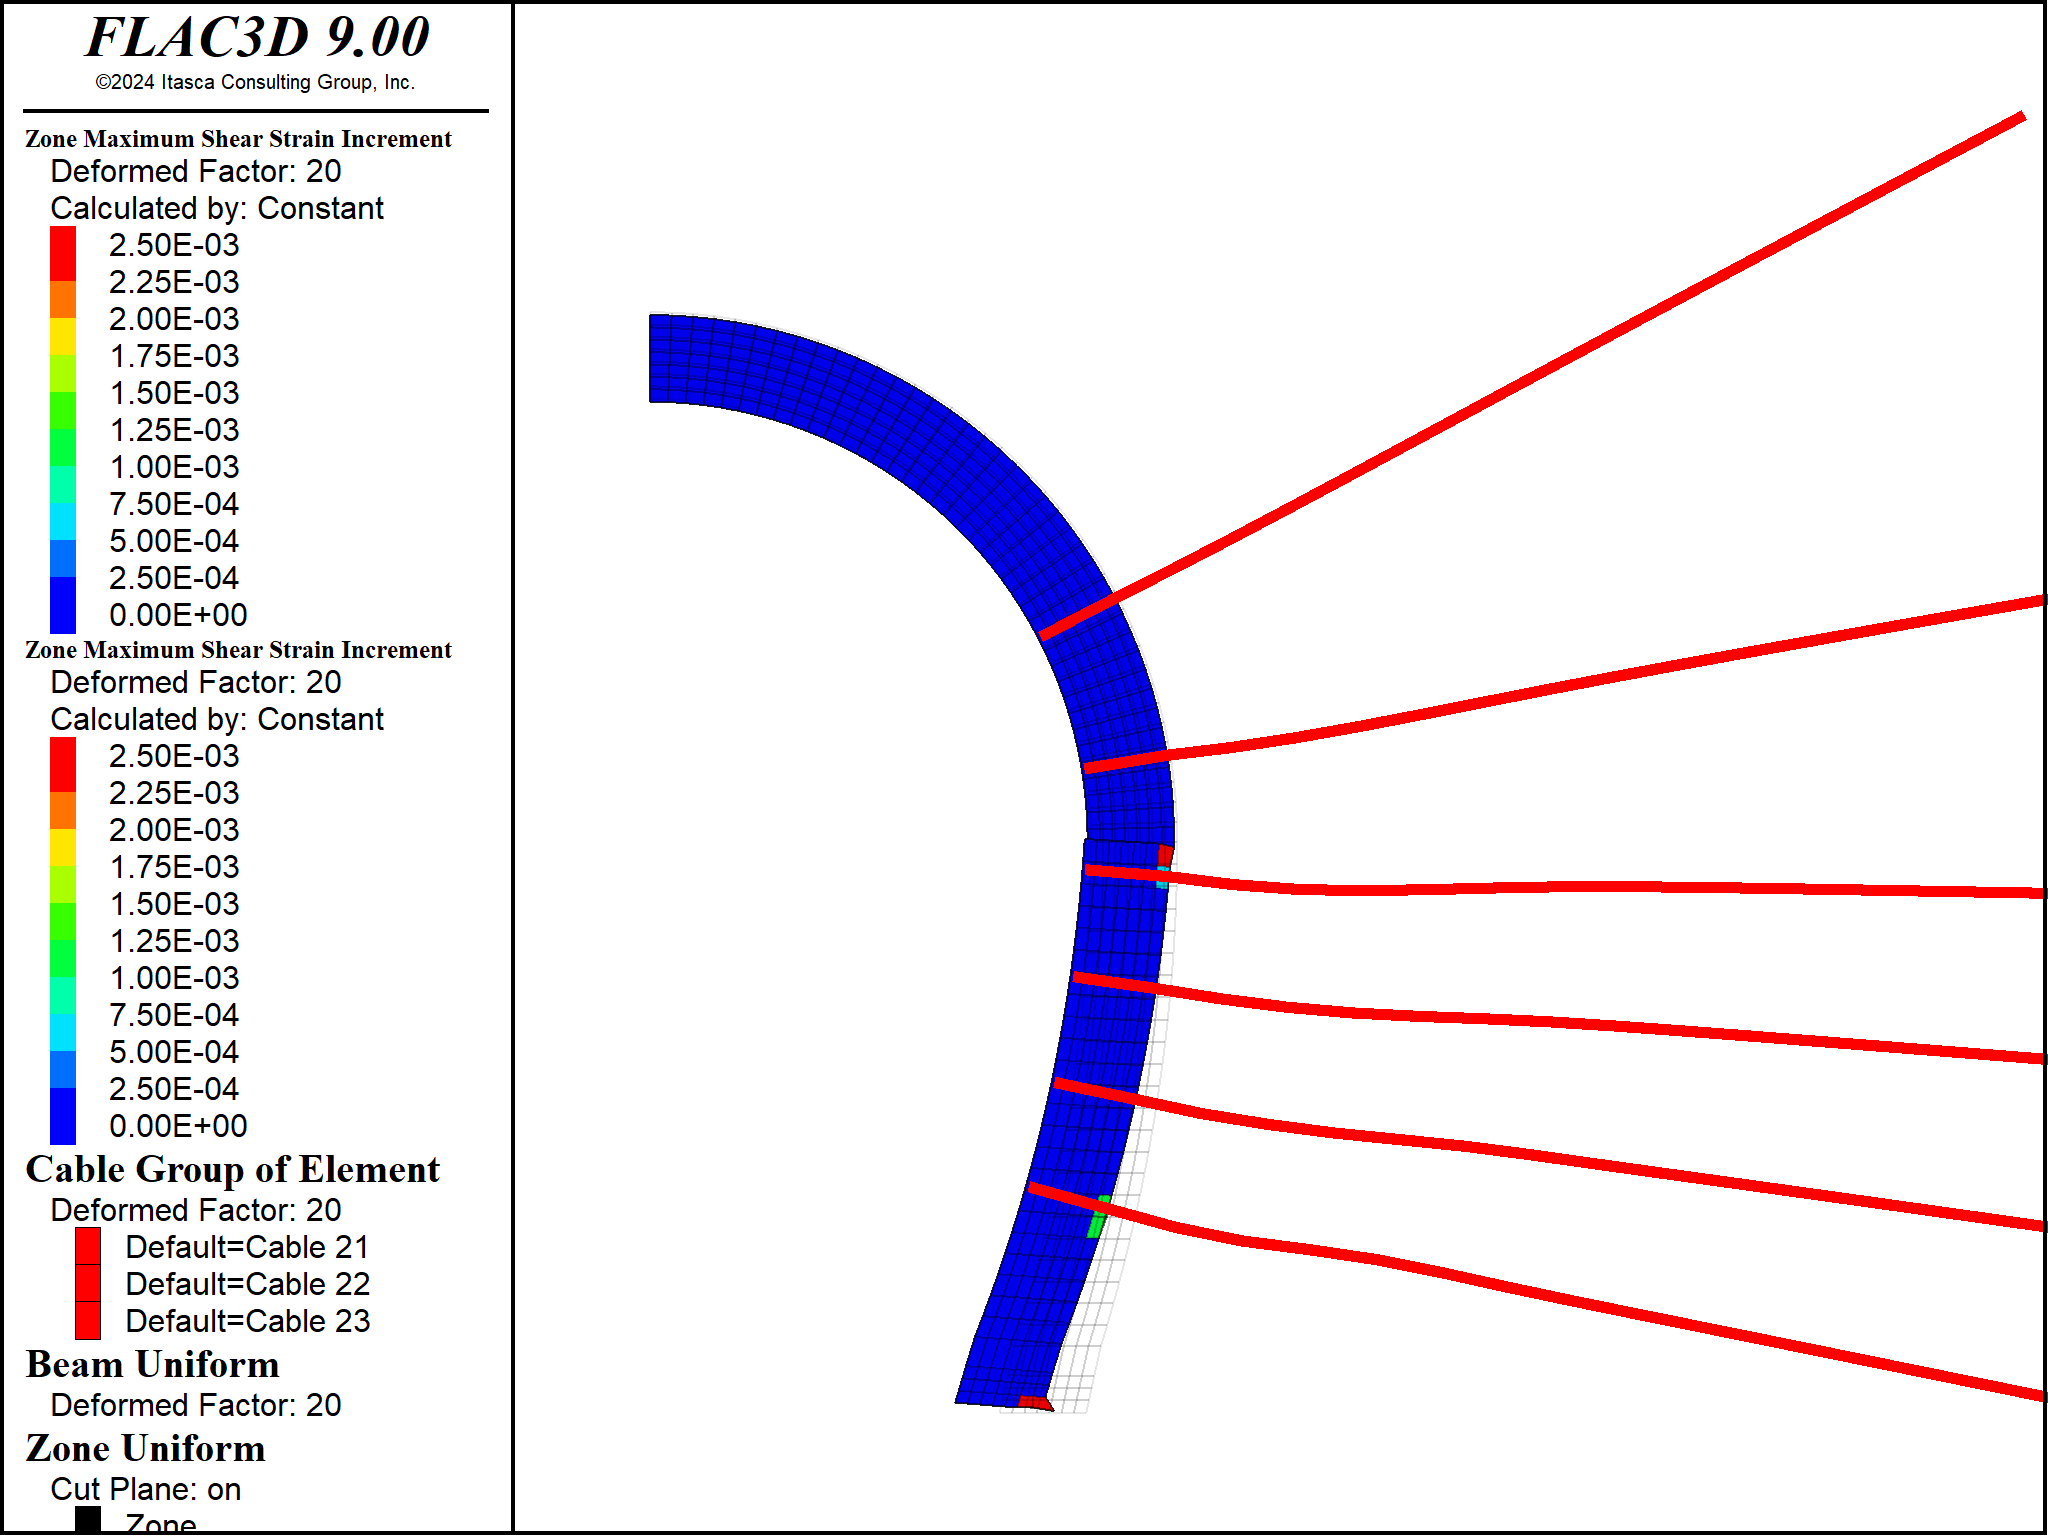 FLAC3D 9.00
©2024 Itasca Consulting Group, Inc.
Zone Maximum Shear Strain Increment
Deformed Factor: 20
Calculated by: Constant
2.50E-03
2.25E-03
2.00E-03
1.75E-03
1.50E-03
1.25E-03
1.00E-03
7.50E-04
5.00E-04
2.50E-04
0.00E+00
Zone Maximum Shear Strain Increment
Deformed Factor: 20
Calculated by: Constant
2.50E-03
2.25E-03
2.00E-03
1.75E-03
1.50E-03
1.25E-03
1.00E-03
7.50E-04
5.00E-04
2.50E-04
0.00E+00
Cable Group of Element
Deformed Factor: 20
Default=Cable 21
Default=Cable 22
Default=Cable 23
Beam Uniform
Deformed Factor: 20
Zone Uniform
Cut Plane: on
Zone